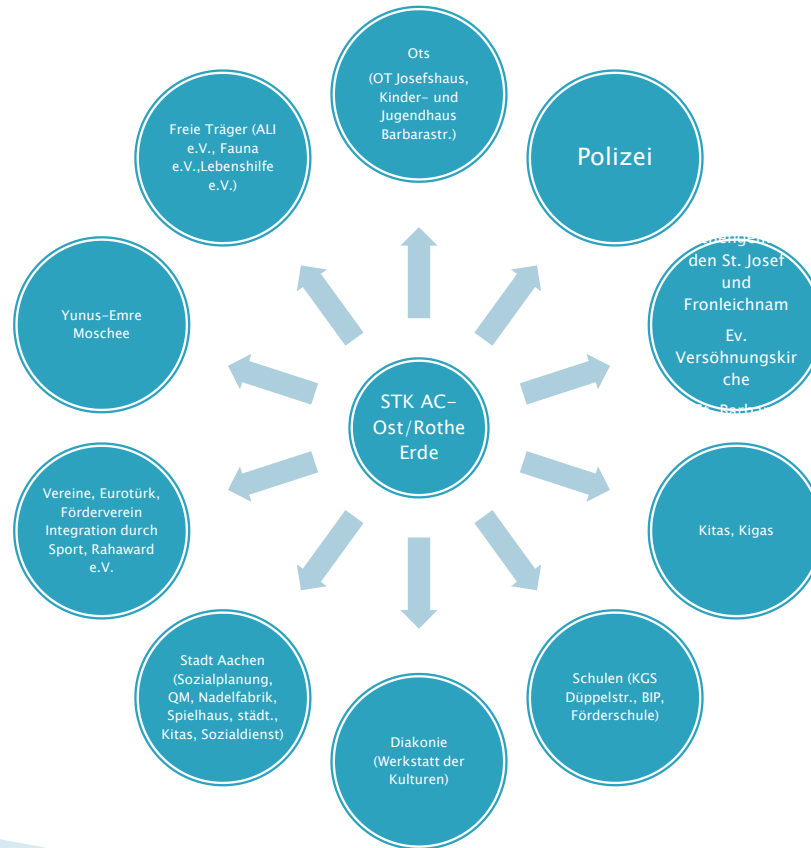 Ots
(OT Josefshaus,
Kinder- und
Jugendhaus
Barbarastr.)
Polizei
den St. Josef
und
Fronleichnam
Ev.
Versöhnungskir
che
Kitas, Kigas
Schulen (KGS
Düppelstr., BIP,
Förderschule)
Diakonie
(Werkstatt der
Kulturen)
Stadt Aachen
(Sozialplanung,
QM, Nadelfabrik,
Spielhaus, städt.,
Kitas, Sozialdienst)
Vereine, Eurotürk,
Förderverein
Integration durch
Sport, Rahaward
e.V.
Yunus-Emre
Moschee
Freie Träger (ALI
e.V., Fauna
e.V.,Lebenshilfe
e.V.)
STK AC-
Ost/Rothe
Erde